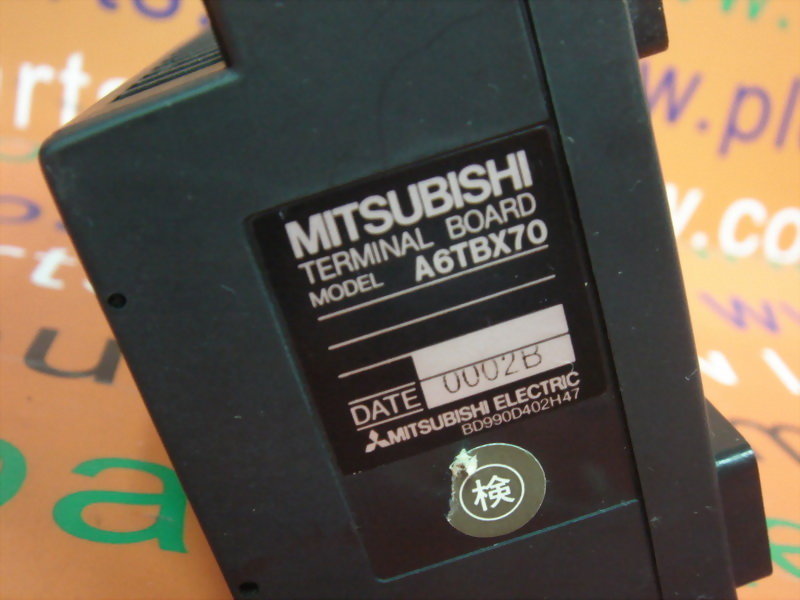 MITSUBISHI
TERMINAL BOARD
MODEL A6TBX70
DATE 0002B
MITSUBISHI ELECTRIC
BD990D402H47
検